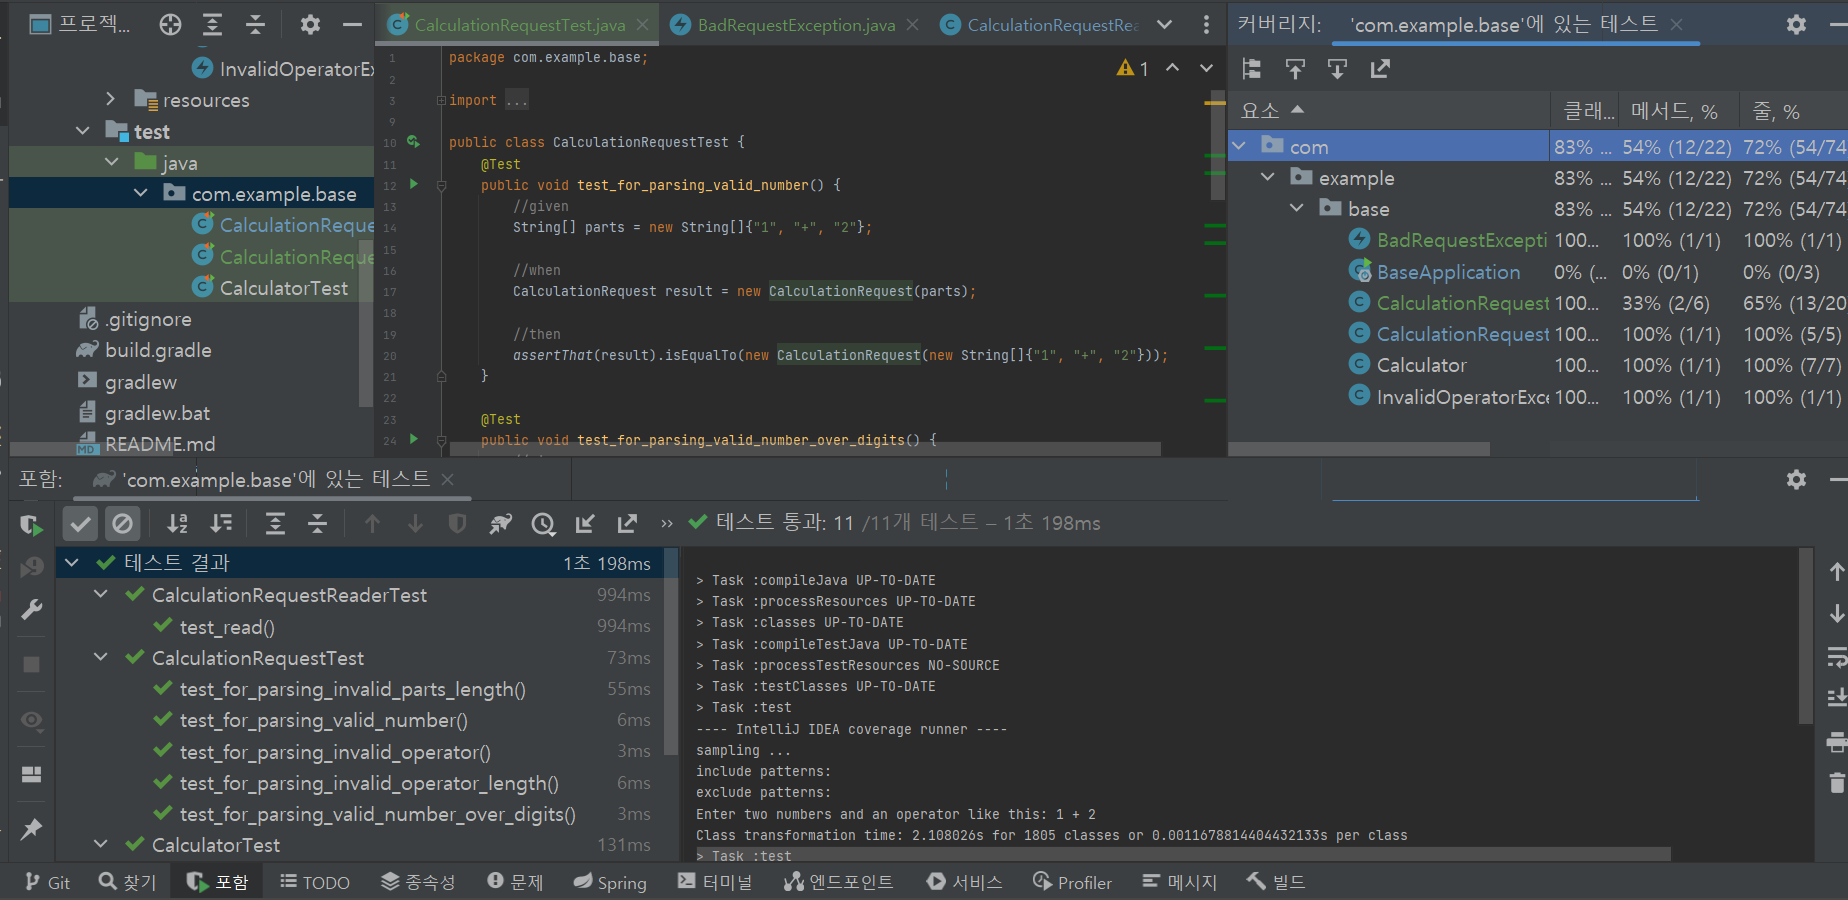 프로젝...
InvalidOperatorEx
resources
test
java
com.example.base
CalculationReque
CalculationReque
CalculatorTest
.gitignore
build.gradle
gradlew
gradlew.bat
README.md
CalculationRequestTest.java
BadRequestException.java
CalculationRequestRea
1 package com.example.base;
2
3 import ...
9
10 public class CalculationRequestTest {
11 @Test
12 public void test_for_parsing_valid_number() {
13 //given
14 String[] parts = new String[]{"1", "+", "2"};
15
16 //when
17 CalculationRequest result = new CalculationRequest(parts);
18
19 //then
20 assertThat(result).isEqualTo(new CalculationRequest(new String[]{"1", "+", "2"}));
21 }
22
23 @Test
24 public void test_for_parsing_valid_number_over_digits() {
1
커버리지: 'com.example.base'에 있는 테스트
요소 클래... 메서드, % 줄, %
com 83% ... 54% (12/22) 72% (54/74
example 83% ... 54% (12/22) 72% (54/74
base 83% ... 54% (12/22) 72% (54/74
BadRequestExcepti 100... 100% (1/1) 100% (1/1)
BaseApplication 0% (... 0% (0/1) 0% (0/3)
CalculationRequest 100... 33% (2/6) 65% (13/20
CalculationRequest 100... 100% (1/1) 100% (5/5)
Calculator 100... 100% (1/1) 100% (7/7)
InvalidOperatorExce 100... 100% (1/1) 100% (1/1)
포함: 'com.example.base'에 있는 테스트
테스트 통과: 11 /11개 테스트 – 1초 198ms
테스트 결과 1초 198ms
CalculationRequestReaderTest 994ms
test_read() 994ms
CalculationRequestTest 73ms
test_for_parsing_invalid_parts_length() 55ms
test_for_parsing_valid_number() 6ms
test_for_parsing_invalid_operator() 3ms
test_for_parsing_invalid_operator_length() 6ms
test_for_parsing_valid_number_over_digits() 3ms
CalculatorTest 131ms
> Task :compileJava UP-TO-DATE
> Task :processResources UP-TO-DATE
> Task :classes UP-TO-DATE
> Task :compileTestJava UP-TO-DATE
> Task :processTestResources NO-SOURCE
> Task :testClasses UP-TO-DATE
> Task :test
---- IntelliJ IDEA coverage runner ----
sampling ...
include patterns:
exclude patterns:
Enter two numbers and an operator like this: 1 + 2
Class transformation time: 2.108026s for 1805 classes or 0.0011678814404432133s per class
> Task :test
Git 찾기 포함 TODO 종속성 문제 Spring 터미널 엔드포인트 서비스 Profiler 메시지 빌드